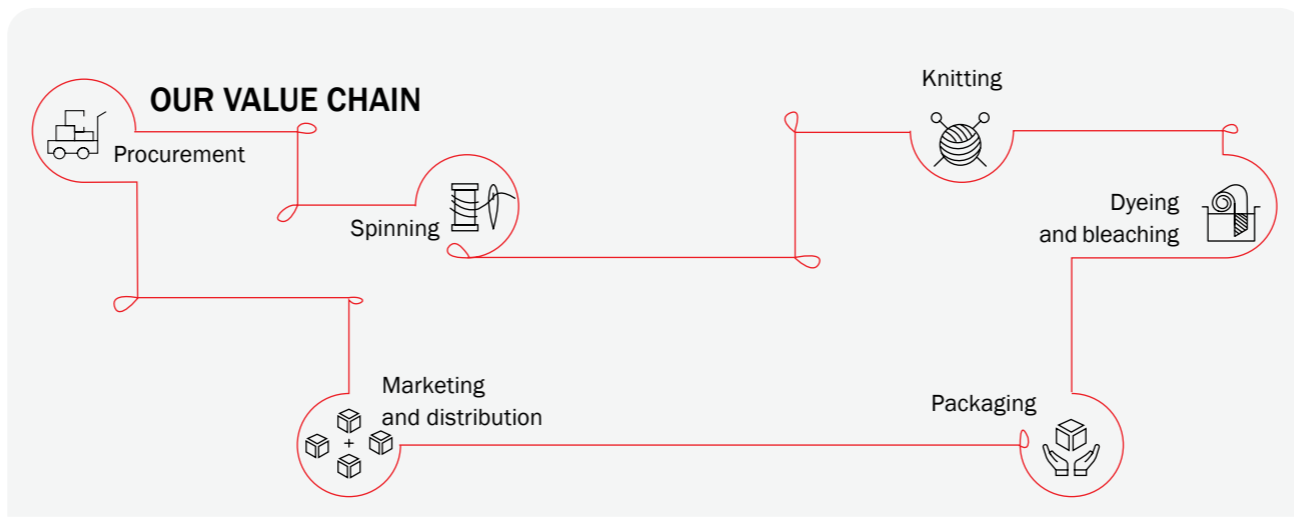 OUR VALUE CHAIN
Procurement
Spinning
Knitting
Dyeing
and bleaching
Packaging
Marketing
and distribution